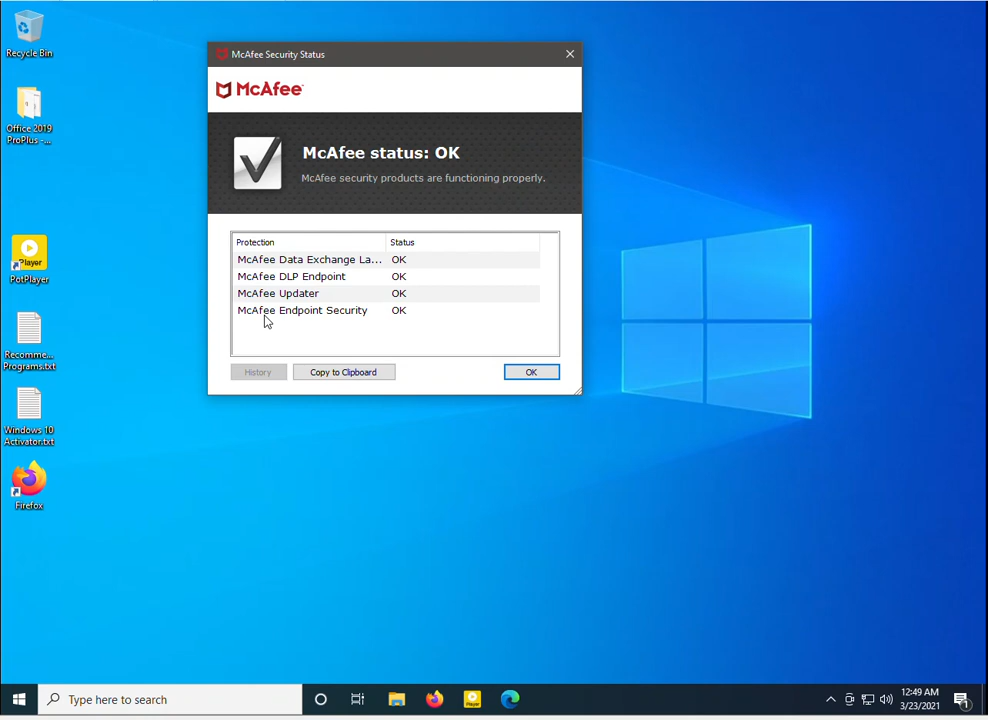 Recycle Bin
Office 2019
ProPlus -...
Player
PotPlayer
Recomme...
Programs.txt
Windows 10
Activator.txt
Firefox
McAfee Security Status
McAfee
McAfee status: OK
McAfee security products are functioning properly.
Protection Status
McAfee Data Exchange La... OK
McAfee DLP Endpoint OK
McAfee Updater OK
McAfee Endpoint Security OK
History Copy to Clipboard OK
Type here to search
Player
12:49 AM
3/23/2021
1